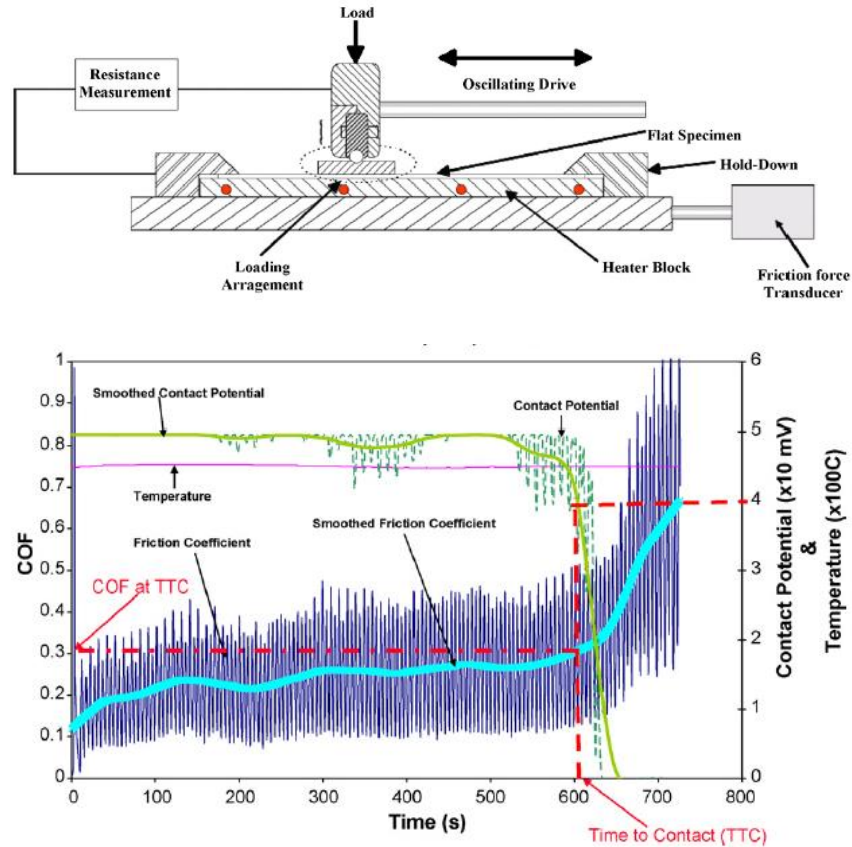 Load
Resistance
Measurement
Oscillating Drive
Flat Specimen
Hold-Down
Loading
Arragement
Heater Block
Friction force
Transducer
1
0.9
0.8
0.7
0.6
0.5
0.4
0.3
0.2
0.1
0
COF
Smoothed Contact Potential
Contact Potential
Temperature
Smoothed Friction Coefficient
Friction Coefficient
COF at TTC
6
5
4
3
2
1
0
Contact Potential (x10 mV)
&
Temperature (x100C)
0 100 200 300 400 500 600 700 800
Time (s)
Time to Contact (TTC)